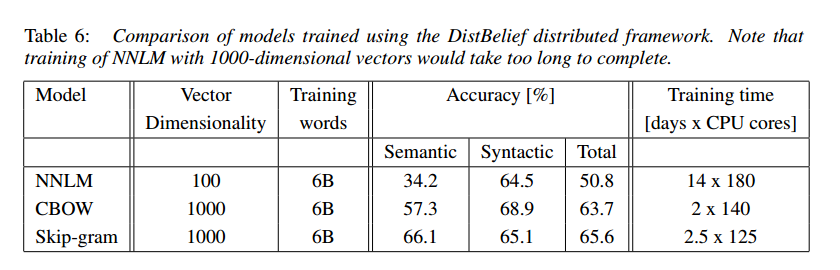 Table 6: Comparison of models trained using the DistBelief distributed framework. Note that
training of NNLM with 1000-dimensional vectors would take too long to complete.
Model Vector Training Accuracy [%] Training time
Dimensionality words [days x CPU cores]
Semantic Syntactic Total
NNLM 100 6B 34.2 64.5 50.8 14 x 180
CBOW 1000 6B 57.3 68.9 63.7 2 x 140
Skip-gram 1000 6B 66.1 65.1 65.6 2.5 x 125